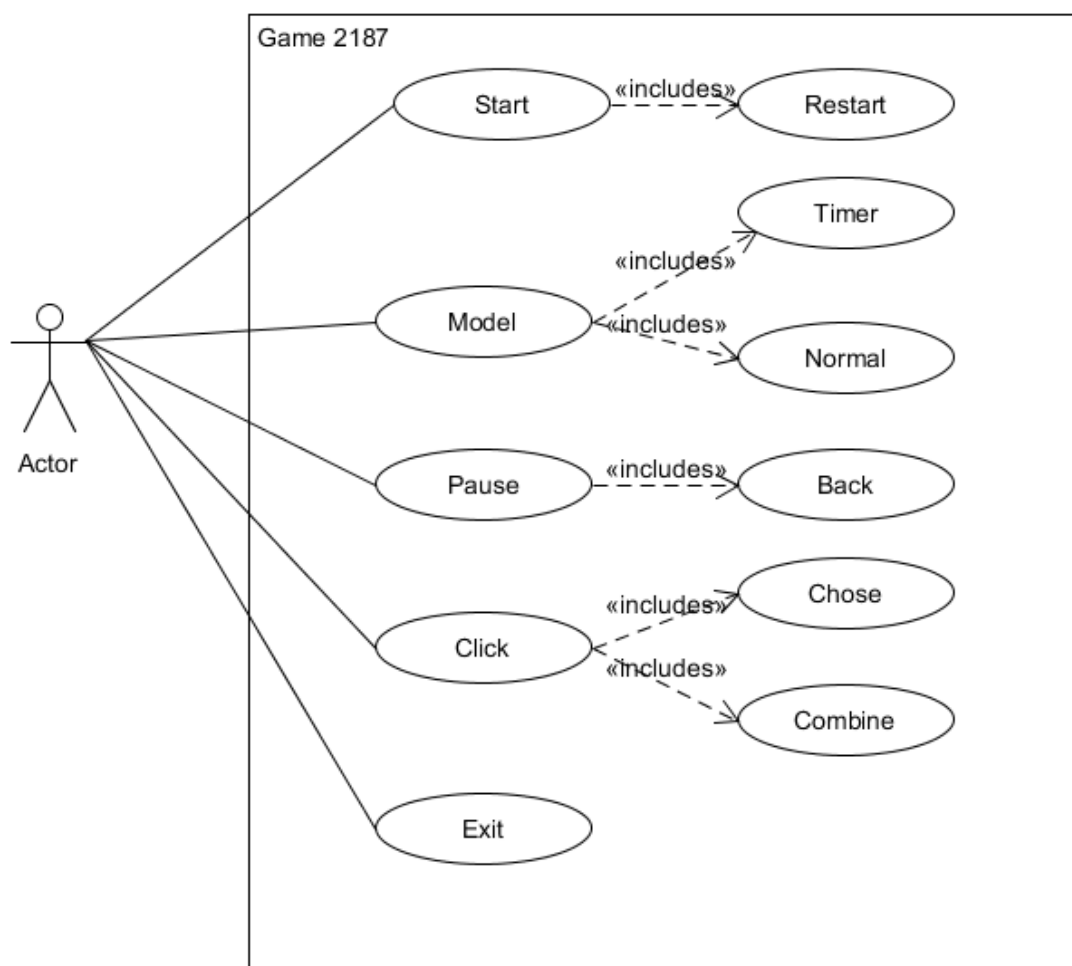 Game 2187
Start
«includes»
Restart
Timer
«includes»
Model
«includes»
Normal
Actor
Pause
«includes»
Back
Chose
«includes»
Click
«includes»
Combine
Exit